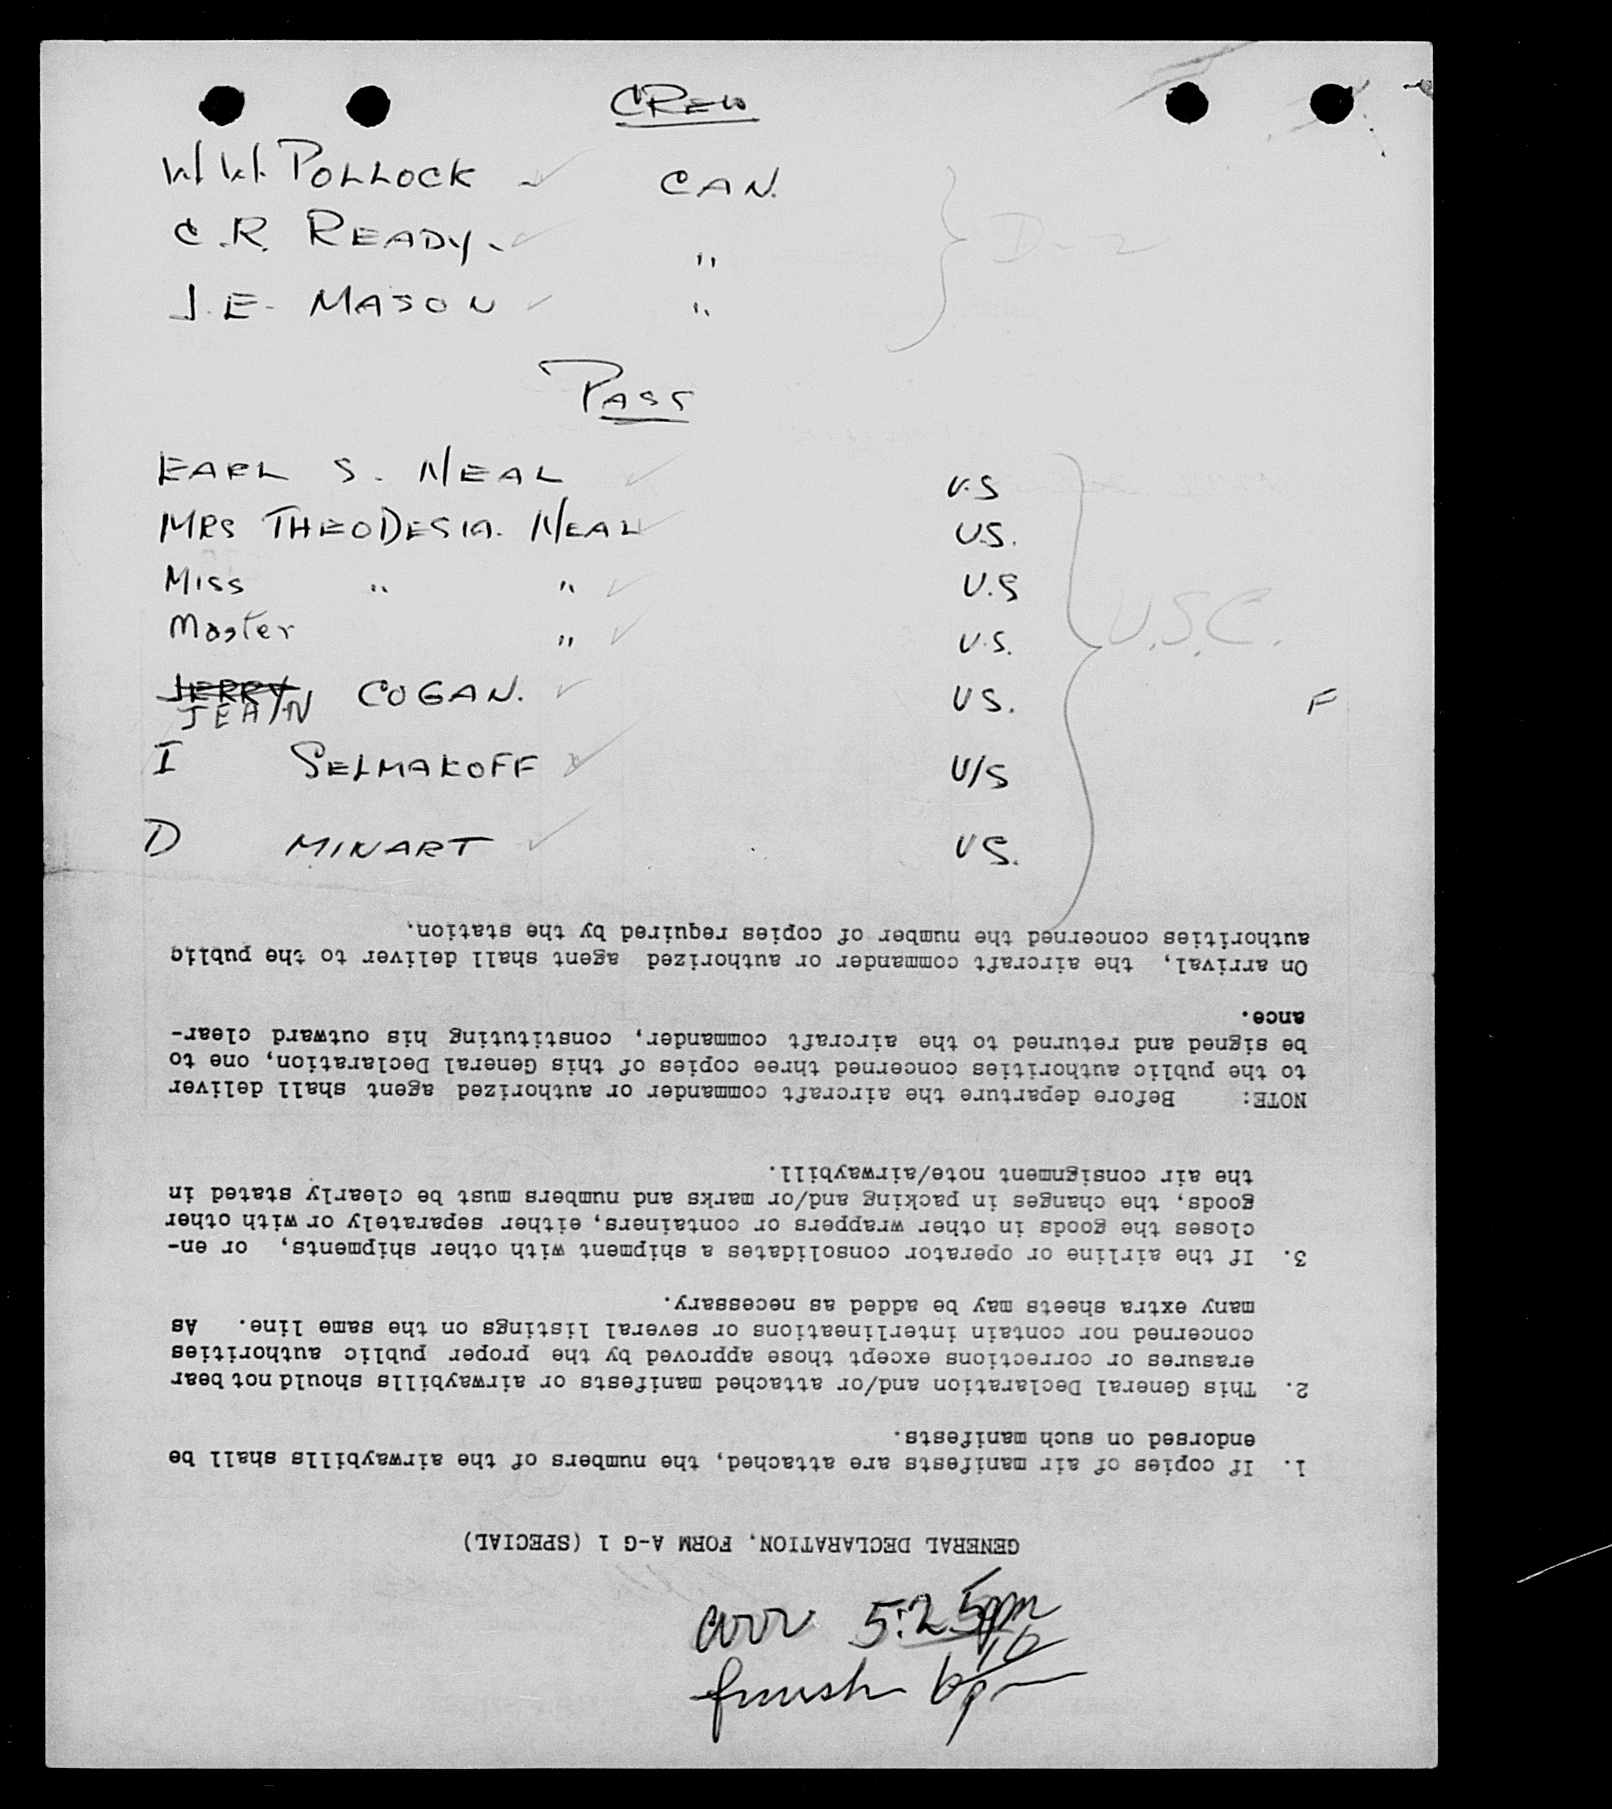 CREW
W.W. POLLOCK CAN.
C.R. READY. "
J.E. MASON "
D-2
PASS
EARL S. NEAL U.S
MRS THEODESIA. NEAL U.S.
MISS " " U.S
Master " U.S.
U.S.C.
JERRY COGAN. U S. F
JEAN
I SELMAKOFF U/S
D MINART U S.
GENERAL DECLARATION, FORM A-G 1 (SPECIAL)
1. If copies of air manifests are attached, the numbers of the airwaybills shall be
endorsed on such manifests.
2. This General Declaration and/or attached manifests or airwaybills should not bear
erasures or corrections except those approved by the proper public authorities
concerned nor contain interlineations or several listings on the same line. As
many extra sheets may be added as necessary.
3. If the airline or operator consolidates a shipment with other shipments, or en-
closes the goods in other wrappers or containers, either separately or with other
goods, the changes in packing and/or marks and numbers must be clearly stated in
the air consignment note/airwaybill.
NOTE: Before departure the aircraft commander or authorized agent shall deliver
to the public authorities concerned three copies of this General Declaration, one to
be signed and returned to the aircraft commander, constituting his outward clear-
ance.
On arrival, the aircraft commander or authorized agent shall deliver to the public
authorities concerned the number of copies required by the station.
arr 5:25pm
finish 6 10 p